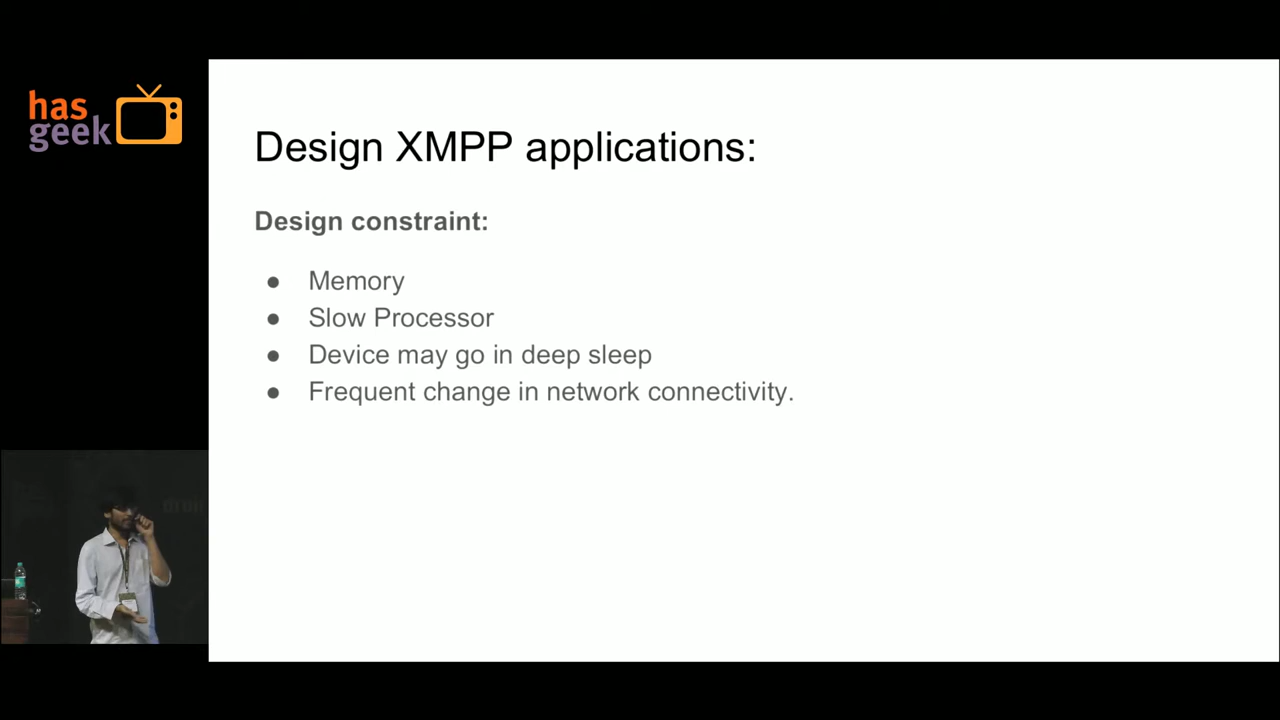 has
geek
Design XMPP applications:
Design constraint:
● Memory
● Slow Processor
● Device may go in deep sleep
● Frequent change in network connectivity.